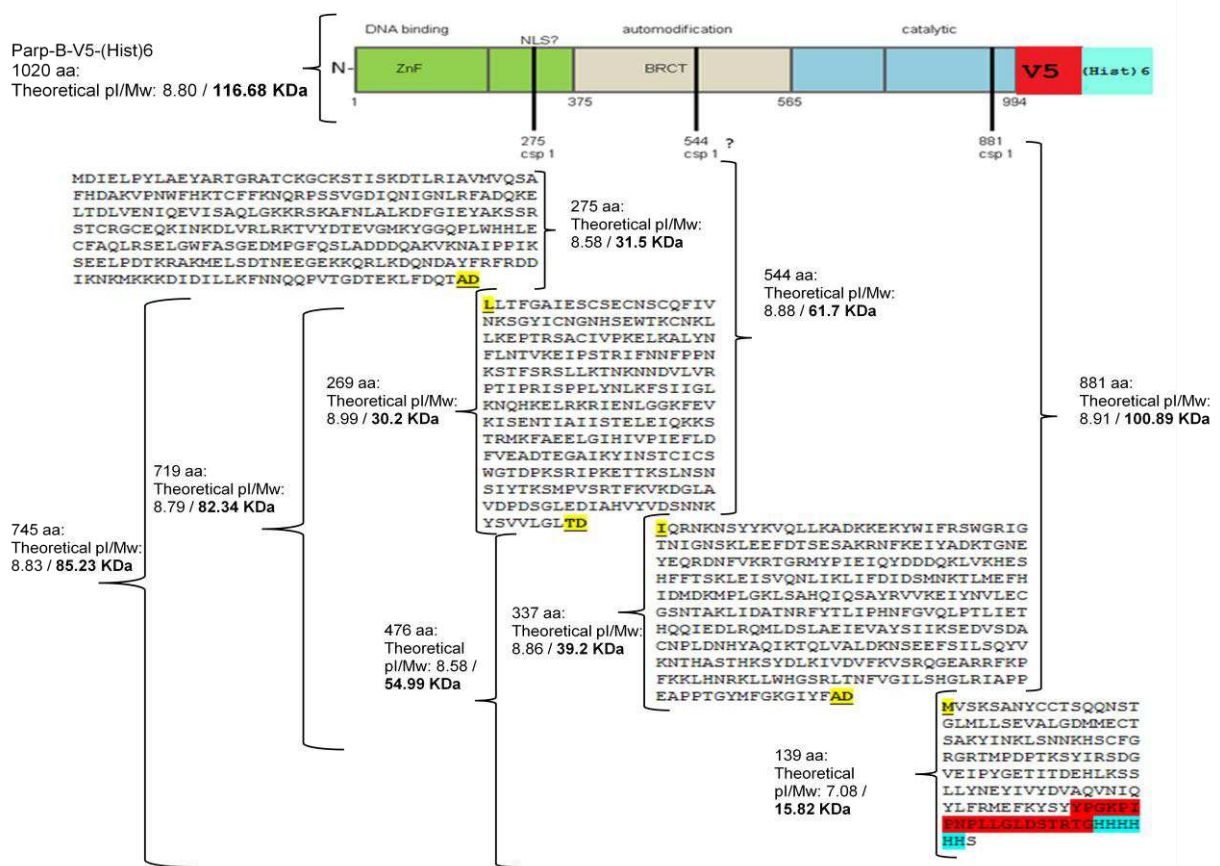 DNA binding
automodification
catalytic
NLS?
Parp-B-V5-(Hist)6
1020 aa:
Theoretical pI/Mw: 8.80 / 116.68 KDa
N-
ZnF
BRCT
V5
(Hist)6
1
375
565
994
275
csp 1
544 ?
csp 1
881
csp 1
MDIELPYLAEYARTGRATCKGCKSTISKDTLRIAVMVQSA
FHDAKVPNWFHKTCFFKNQRPSSVGDIQNIGNLRFADQKE
LTDLVENIQEVISAQLGKKRSKAFNLALKDFGIEYAKSSR
STCRGCEQKINKDLVRLRKTVYDTEVGMKYGGQPLWHHLE
CFAQLRSELGWFASGEDMPGFQSLADDDQAKVKNAIPPIK
SEELPDTKRAKMELSDTNEEGEKKQRLKDQNDAYFRFRDD
IKNKMKKKDIDILLKFNNQQPVTGDTEKLFDQTAD
275 aa:
Theoretical pI/Mw:
8.58 / 31.5 KDa
LLTFGAIESCSECNSCQFIV
NKSGYICNGNHSEWTKCNKL
LKEPTRSACIVPKELKALYN
FLNTVKEIPSTRIFNNFPPN
KSTFSRSLLKTNKNNDVLVR
PTIPRISPPLYNLKFSIIGL
KNQHKELRKRIENLGGKFEV
KISENTIAIISTELEIQKKS
TRMKFAEELGIHIVPIEFLD
FVEADTEGAIKYINSTCICS
WGTDPKSRIPKETTKSLNSN
SIYTKSMPVSRTFKVKDGLA
VDPDSGLEDIAHVYVDSNNK
YSVVLGLTD
544 aa:
Theoretical pI/Mw:
8.88 / 61.7 KDa
269 aa:
Theoretical pI/Mw:
8.99 / 30.2 KDa
881 aa:
Theoretical pI/Mw:
8.91 / 100.89 KDa
719 aa:
Theoretical pI/Mw:
8.79 / 82.34 KDa
745 aa:
Theoretical pI/Mw:
8.83 / 85.23 KDa
IQRNKNSYYKVQLLKADKKEKYWIFRSWGRIG
TNIGNSKLEEFDTSESAKRNFKEIYADKTGNE
YEQRDNFVKRTGRMYPIEIQYDDDQKLVKHES
HFFTSKLEISVQNLIKLIFDIDSMNKTLMEFH
IDMDKMPLGKLSAHQIQSAYRVVKEIYNVLEC
GSNTAKLIDATNRFYTLIPHNFGVQLPTLIET
HQQIEDLRQMLDSLAEIEVAYSIIKSEDVSDA
CNPLDNHYAQIKTQLVALDKNSEEFSILSQYV
KNTHASTHKSYDLKIVDVFKVSRQGEARRFKP
FKKLHNRKLLWHGSRLTNFVGILSHGLRIAPP
EAPPTGYMFGKGIYFAD
476 aa:
Theoretical
pI/Mw: 8.58 /
54.99 KDa
337 aa:
Theoretical pI/Mw:
8.86 / 39.2 KDa
MVSKSANYCCTSQQNST
GLMLLSEVALGDMMECT
SAKYINKLSNNKHSCFG
RGRTMPDPTKSYIRSDG
VEIPYGETITDEHLKSS
LLYNEYIVYDVAQVNIQ
YLFRMEFKYSYYPGKPI
PNPLLGLDSTRTGHHHH
HHS
139 aa:
Theoretical
pI/Mw: 7.08 /
15.82 KDa